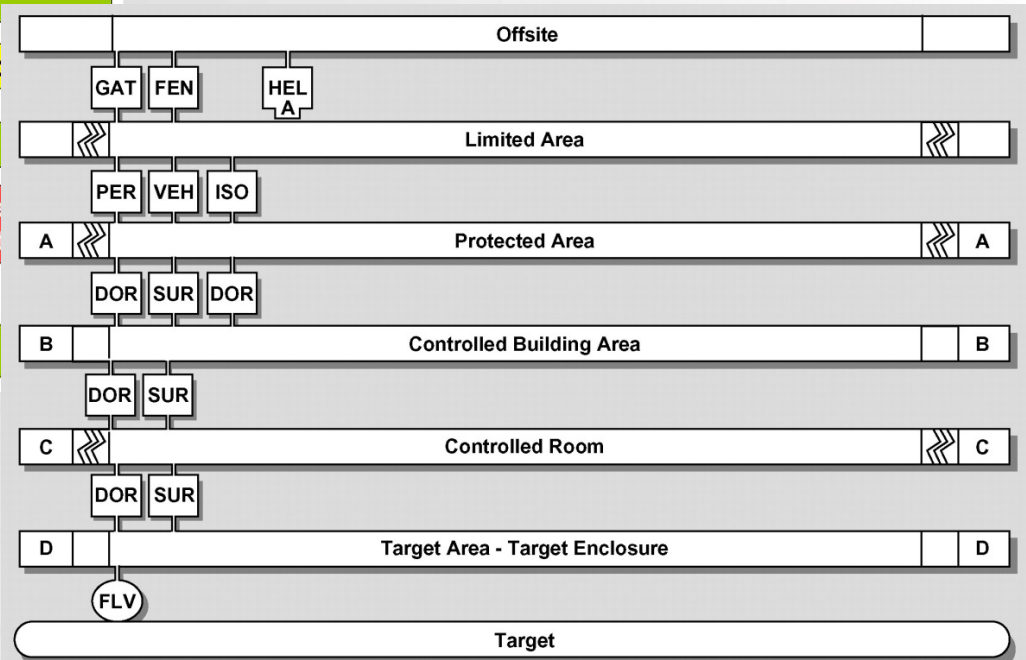 Offsite
GAT FEN HEL
A
Limited Area
PER VEH ISO
A Protected Area A
DOR SUR DOR
B Controlled Building Area B
DOR SUR
C Controlled Room C
DOR SUR
D Target Area - Target Enclosure D
FLV
Target